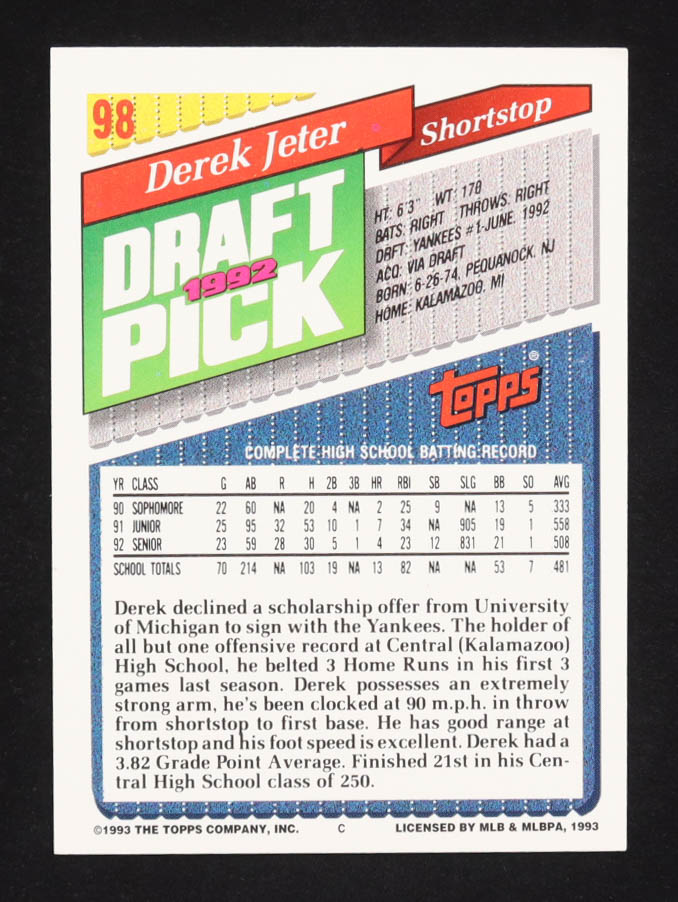 98
Derek Jeter
Shortstop
DRAFT
1992
PICK
HT: 6'3" WT: 178
BATS: RIGHT THROWS: RIGHT
DRFT: YANKEES #1-JUNE, 1992
ACQ: VIA DRAFT
BORN: 6-26-74, PEQUANOCK, NJ
HOME: KALAMAZOO, MI
TOPPS®
COMPLETE HIGH SCHOOL BATTING RECORD
YR CLASS G AB R H 2B 3B HR RBI SB SLG BB SO AVG
90 SOPHOMORE 22 60 NA 20 4 NA 2 25 9 NA 13 5 333
91 JUNIOR 25 95 32 53 10 1 7 34 NA 905 19 1 558
92 SENIOR 23 59 28 30 5 1 4 23 12 831 21 1 508
SCHOOL TOTALS 70 214 NA 103 19 NA 13 82 NA NA 53 7 481
Derek declined a scholarship offer from University
of Michigan to sign with the Yankees. The holder of
all but one offensive record at Central (Kalamazoo)
High School, he belted 3 Home Runs in his first 3
games last season. Derek possesses an extremely
strong arm, he's been clocked at 90 m.p.h. in throw
from shortstop to first base. He has good range at
shortstop and his foot speed is excellent. Derek had a
3.82 Grade Point Average. Finished 21st in his Cen-
tral High School class of 250.
©1993 THE TOPPS COMPANY, INC. C LICENSED BY MLB & MLBPA, 1993